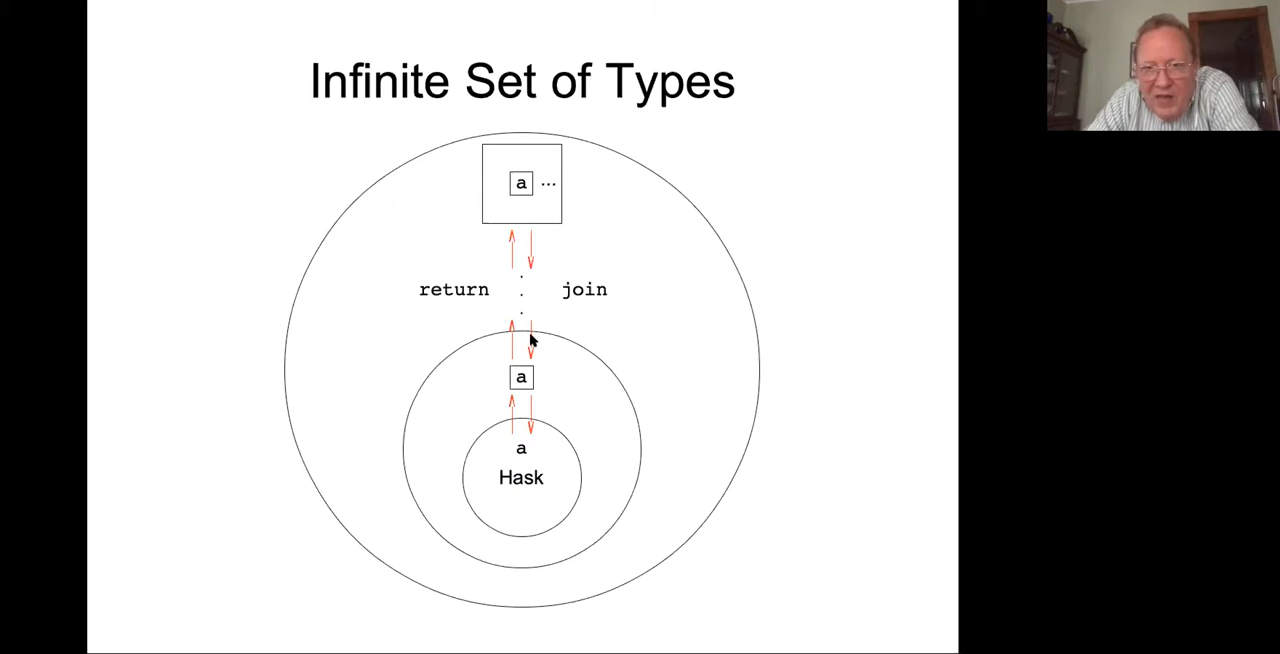 Infinite Set of Types
a ...
return
join
a
a
Hask